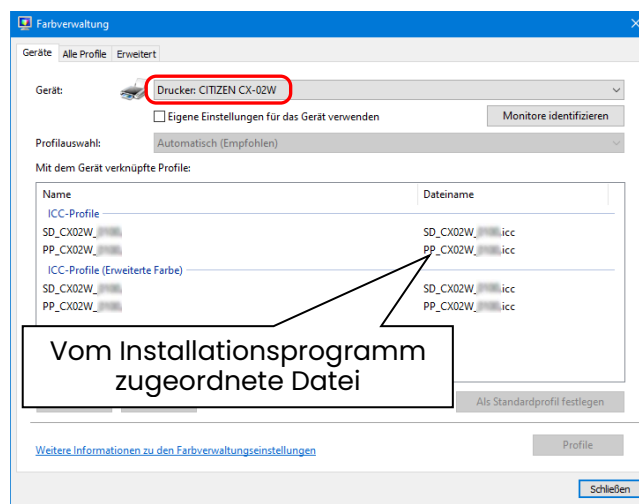 Farbverwaltung
Geräte Alle Profile Erweitert
Gerät: Drucker: CITIZEN CX-02W
Eigene Einstellungen für das Gerät verwenden Monitore identifizieren
Profilauswahl: Automatisch (Empfohlen)
Mit dem Gerät verknüpfte Profile:
Name Dateiname
ICC-Profile
SD_CX02W_ SD_CX02W_ .icc
PP_CX02W_ PP_CX02W_ .icc
ICC-Profile (Erweiterte Farbe)
SD_CX02W_ SD_CX02W_ .icc
PP_CX02W_ PP_CX02W_ .icc
Vom Installationsprogramm
zugeordnete Datei
Als Standardprofil festlegen
Weitere Informationen zu den Farbverwaltungseinstellungen Profile
Schließen